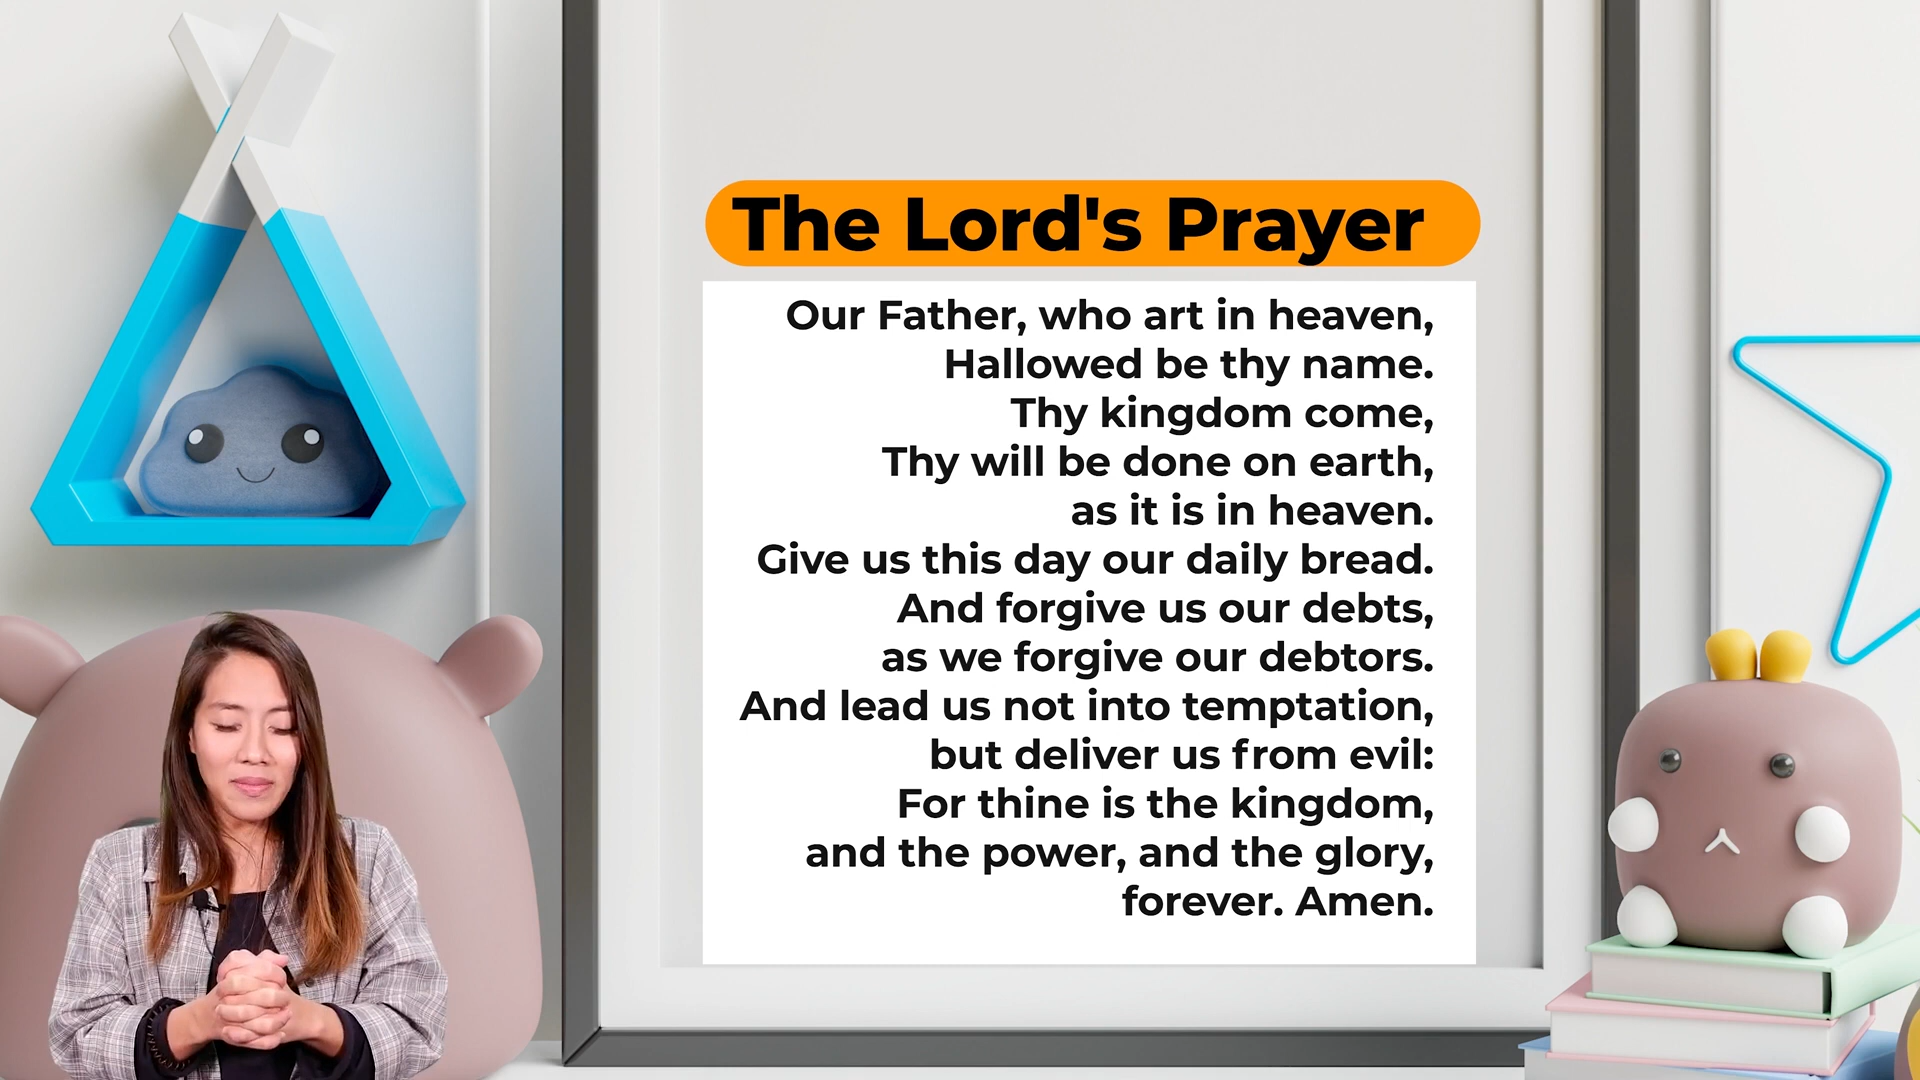 The Lord's Prayer
Our Father, who art in heaven,
Hallowed be thy name.
Thy kingdom come,
Thy will be done on earth,
as it is in heaven.
Give us this day our daily bread.
And forgive us our debts,
as we forgive our debtors.
And lead us not into temptation,
but deliver us from evil:
For thine is the kingdom,
and the power, and the glory,
forever. Amen.